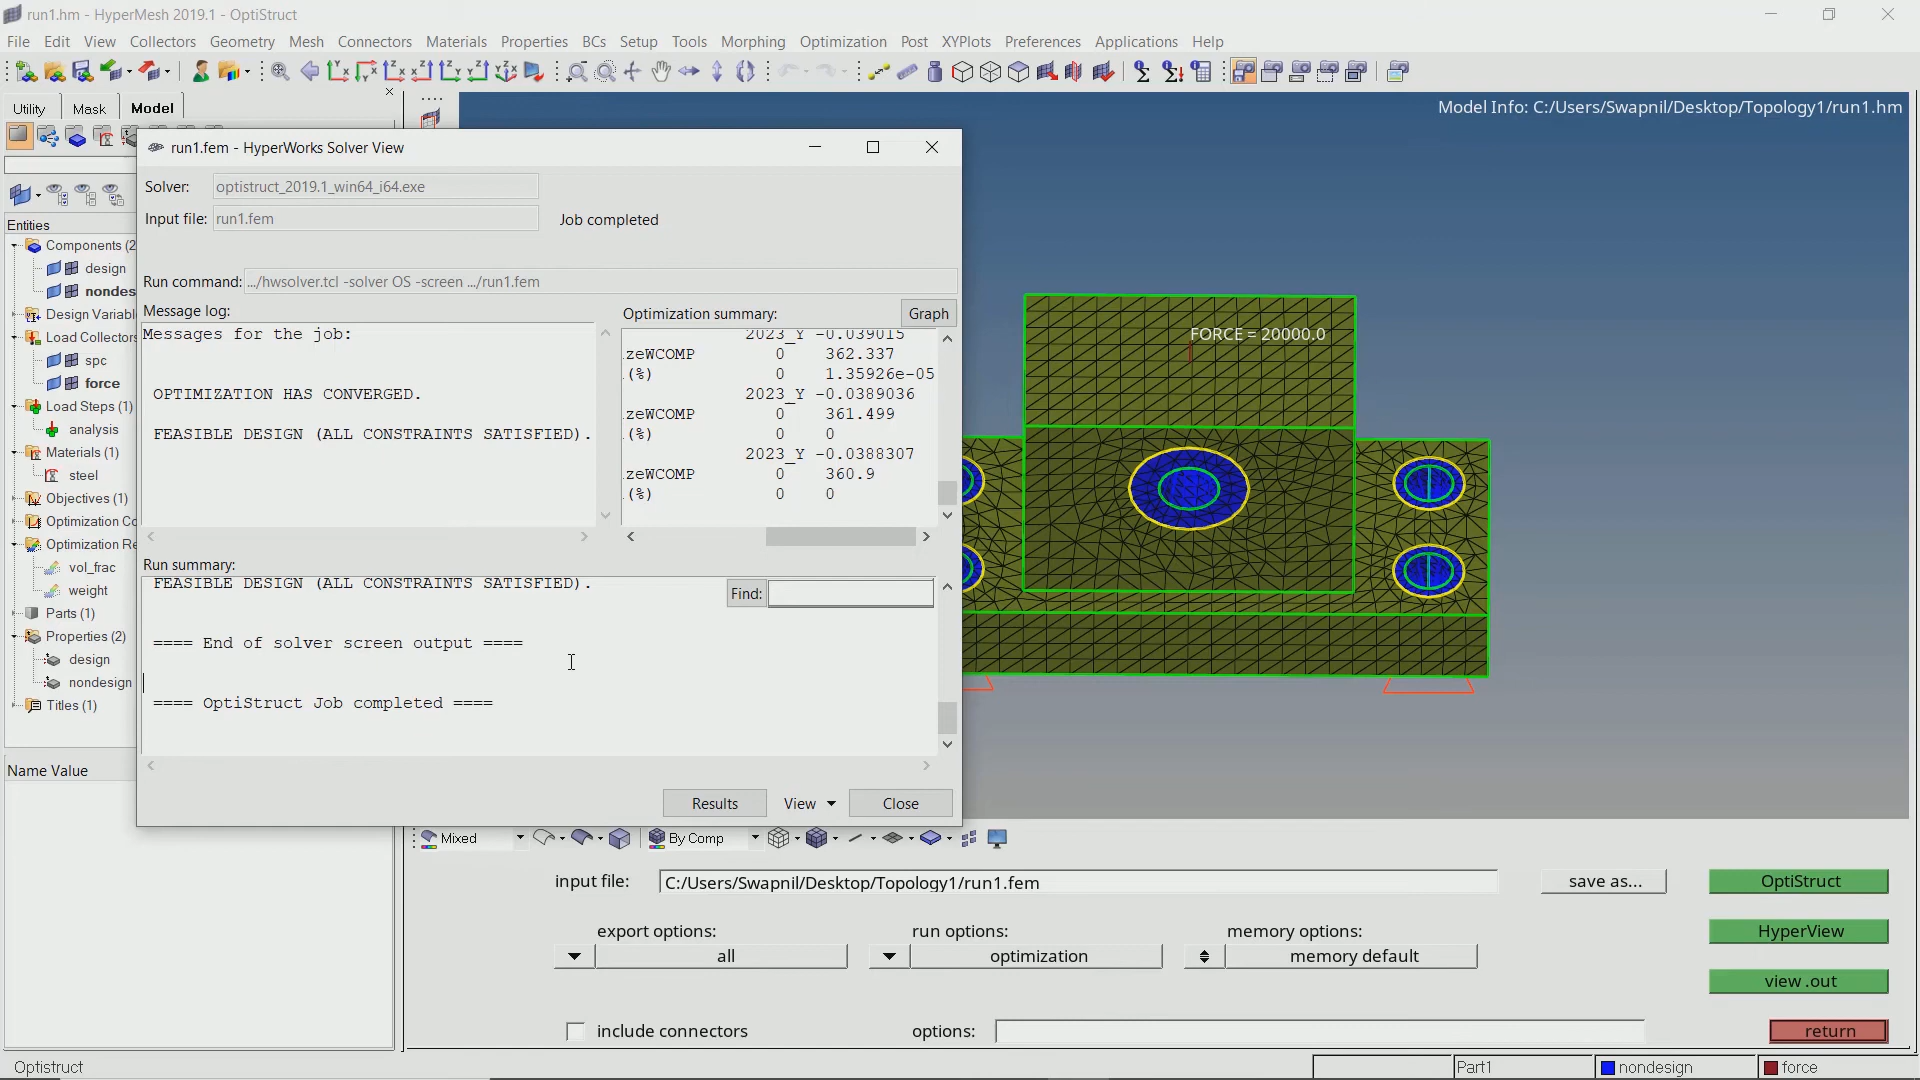 run1.hm - HyperMesh 2019.1 - OptiStruct
File Edit View Collectors Geometry Mesh Connectors Materials Properties BCs Setup Tools Morphing Optimization Post XYPlots Preferences Applications Help
Utility Mask Model
Model Info: C:/Users/Swapnil/Desktop/Topology1/run1.hm
run1.fem - HyperWorks Solver View
Solver: optistruct_2019.1_win64_i64.exe
Input file: run1.fem Job completed
Run command: .../hwsolver.tcl -solver OS -screen .../run1.fem
Message log:
Messages for the job:
OPTIMIZATION HAS CONVERGED.
FEASIBLE DESIGN (ALL CONSTRAINTS SATISFIED).
Optimization summary: Graph
2023_Y -0.039015
zeWCOMP 0 362.337
(%) 0 1.35926e-05
2023_Y -0.0389036
zeWCOMP 0 361.499
(%) 0 0
2023_Y -0.0388307
zeWCOMP 0 360.9
(%) 0 0
Run summary:
FEASIBLE DESIGN (ALL CONSTRAINTS SATISFIED).
Find:
==== End of solver screen output ====
==== OptiStruct Job completed ====
Results View Close
Entities
Components (2
design
nondes
Design Variabl
Load Collectors
spc
force
Load Steps (1)
analysis
Materials (1)
steel
Objectives (1)
Optimization Co
Optimization Re
vol_frac
weight
Parts (1)
Properties (2)
design
nondesign
Titles (1)
Name Value
FORCE = 20000.0
Mixed By Comp
input file: C:/Users/Swapnil/Desktop/Topology1/run1.fem save as... OptiStruct
export options: run options: memory options: HyperView
all optimization memory default
view .out
include connectors options: return
Optistruct Part1 nondesign force